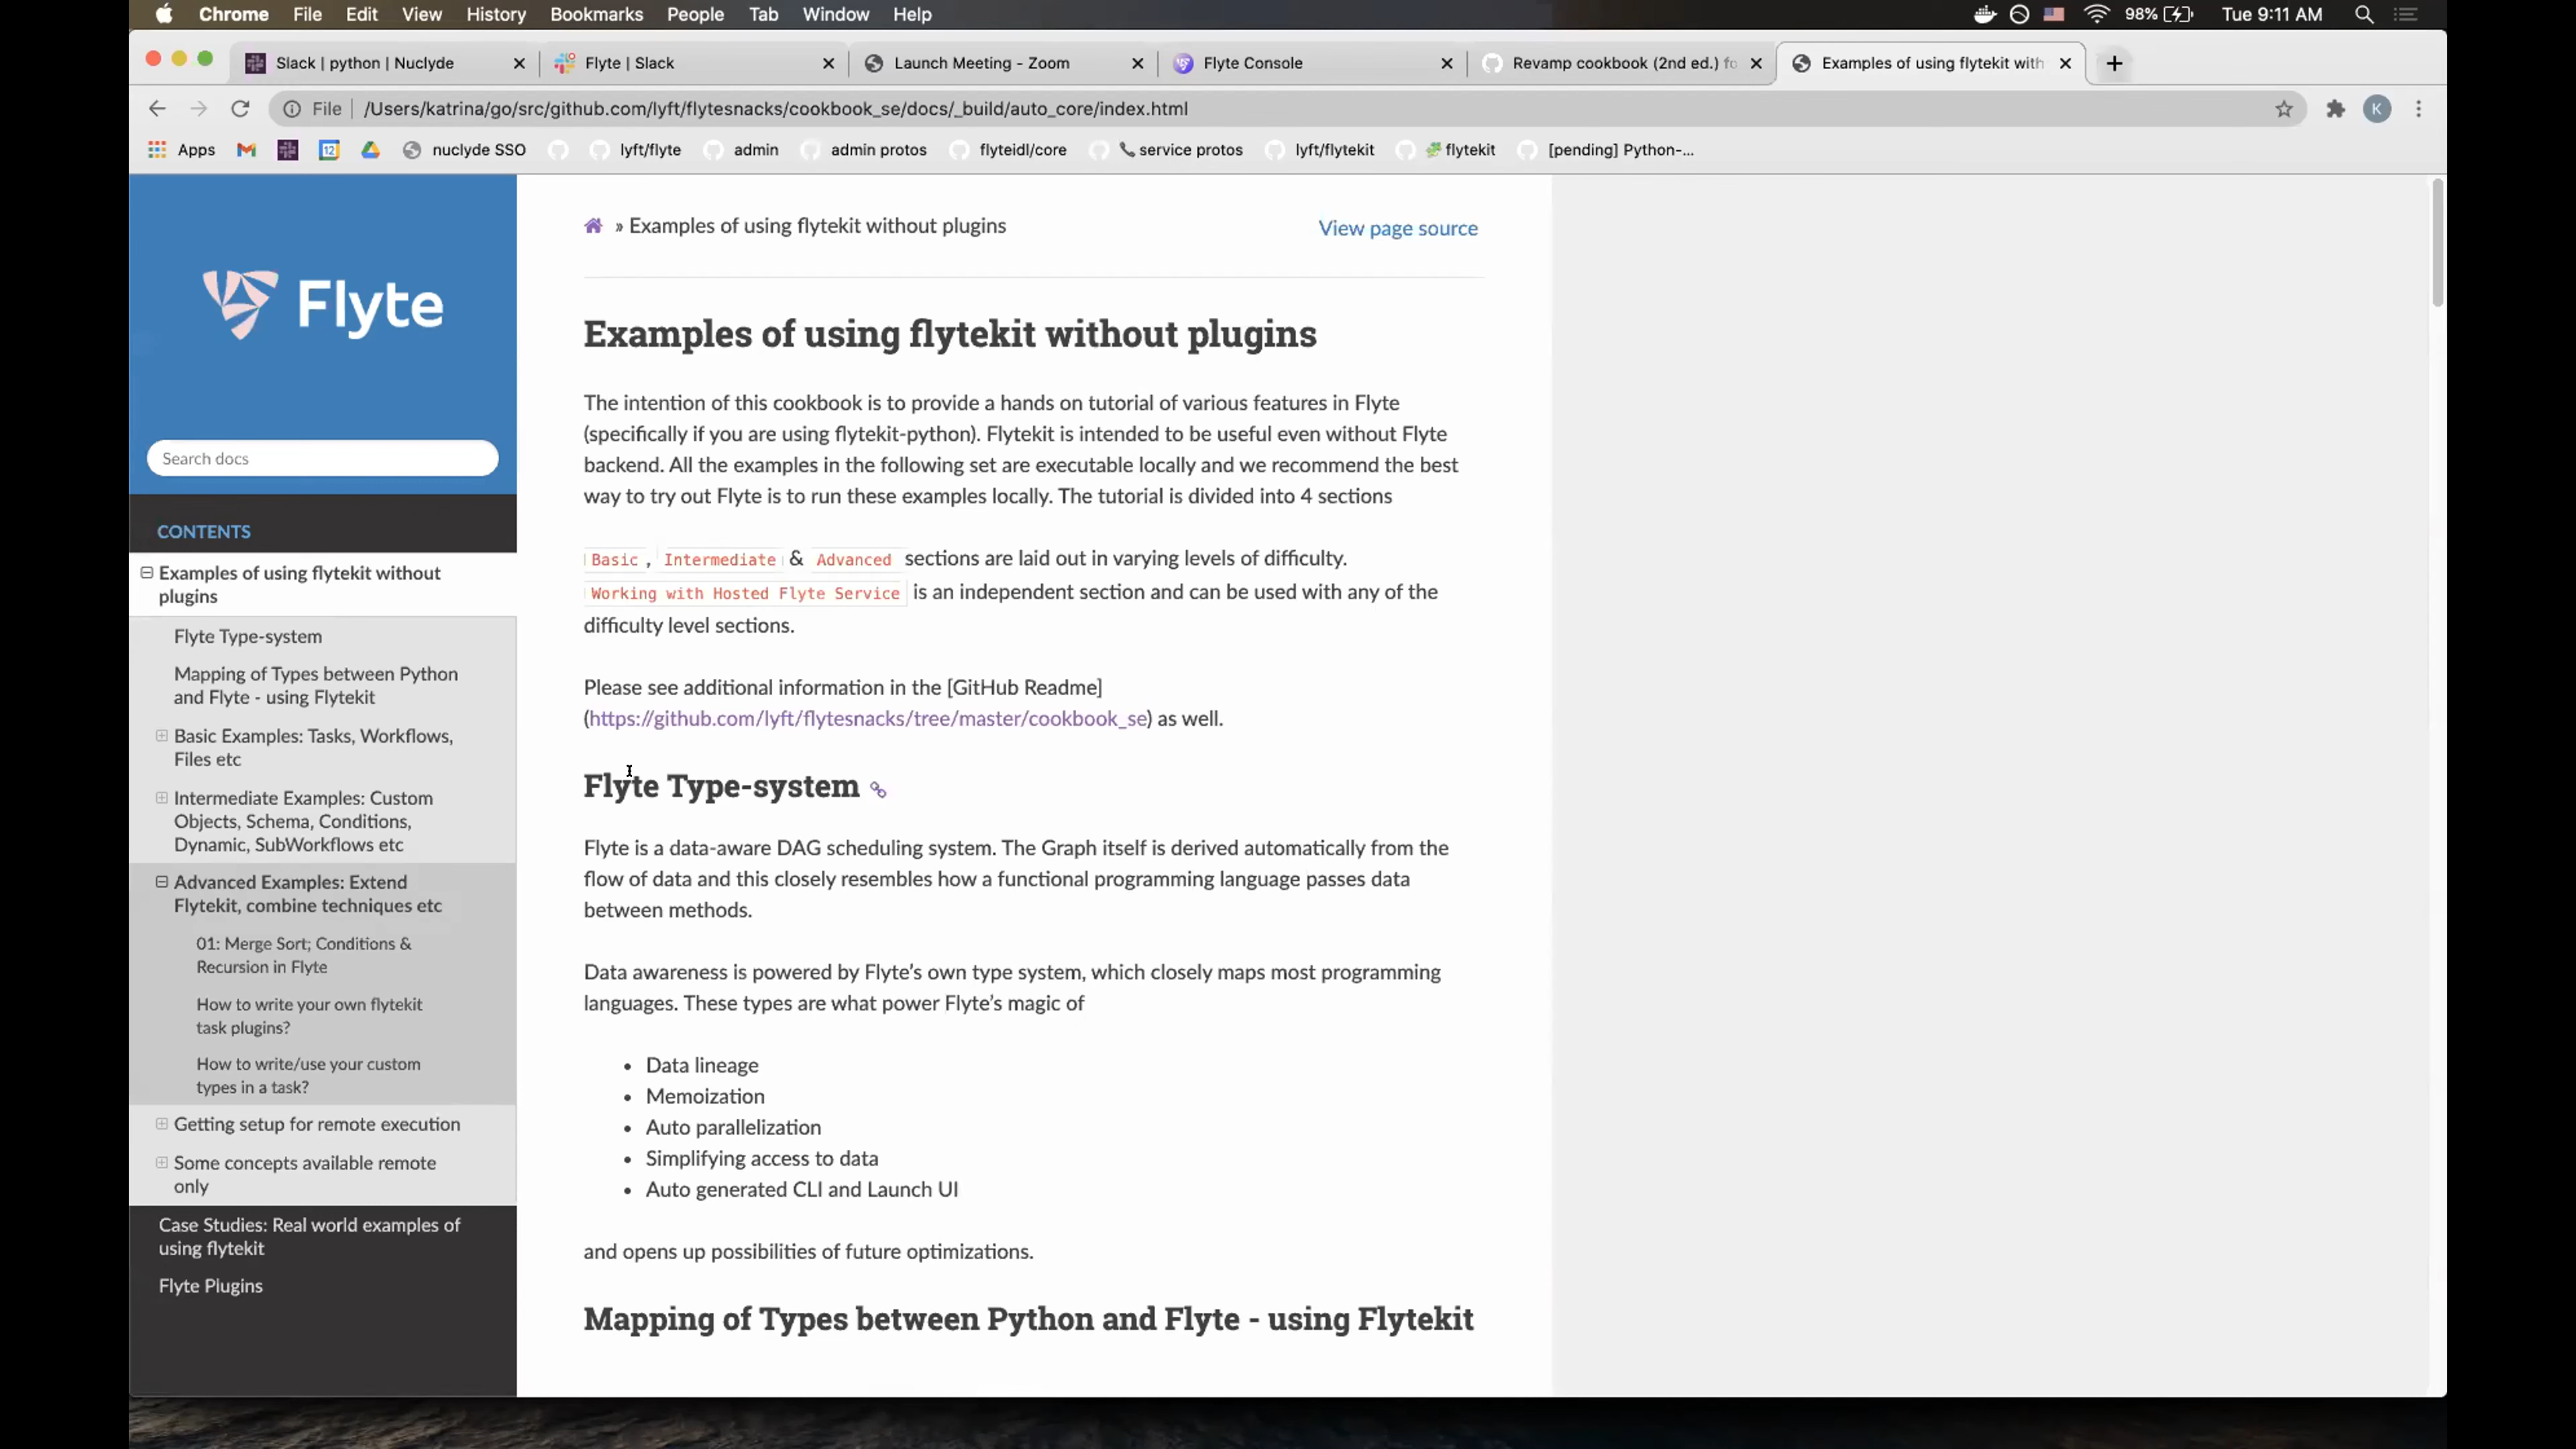 Chrome File Edit View History Bookmarks People Tab Window Help 98% Tue 9:11 AM
Slack | python | Nuclyde Flyte | Slack Launch Meeting - Zoom Flyte Console Revamp cookbook (2nd ed.) fo Examples of using flytekit with
File /Users/katrina/go/src/github.com/lyft/flytesnacks/cookbook_se/docs/_build/auto_core/index.html K
Apps 12 nuclyde SSO lyft/flyte admin admin protos flyteidl/core service protos lyft/flytekit flytekit [pending] Python-...
Flyte
Search docs
CONTENTS
Examples of using flytekit without
plugins
Flyte Type-system
Mapping of Types between Python
and Flyte - using Flytekit
Basic Examples: Tasks, Workflows,
Files etc
Intermediate Examples: Custom
Objects, Schema, Conditions,
Dynamic, SubWorkflows etc
Advanced Examples: Extend
Flytekit, combine techniques etc
01: Merge Sort; Conditions &
Recursion in Flyte
How to write your own flytekit
task plugins?
How to write/use your custom
types in a task?
Getting setup for remote execution
Some concepts available remote
only
Case Studies: Real world examples of
using flytekit
Flyte Plugins
» Examples of using flytekit without plugins
View page source
Examples of using flytekit without plugins
The intention of this cookbook is to provide a hands on tutorial of various features in Flyte
(specifically if you are using flytekit-python). Flytekit is intended to be useful even without Flyte
backend. All the examples in the following set are executable locally and we recommend the best
way to try out Flyte is to run these examples locally. The tutorial is divided into 4 sections
Basic , Intermediate & Advanced sections are laid out in varying levels of difficulty.
Working with Hosted Flyte Service is an independent section and can be used with any of the
difficulty level sections.
Please see additional information in the [GitHub Readme]
(https://github.com/lyft/flytesnacks/tree/master/cookbook_se) as well.
Flyte Type-system
Flyte is a data-aware DAG scheduling system. The Graph itself is derived automatically from the
flow of data and this closely resembles how a functional programming language passes data
between methods.
Data awareness is powered by Flyte's own type system, which closely maps most programming
languages. These types are what power Flyte's magic of
• Data lineage
• Memoization
• Auto parallelization
• Simplifying access to data
• Auto generated CLI and Launch UI
and opens up possibilities of future optimizations.
Mapping of Types between Python and Flyte - using Flytekit